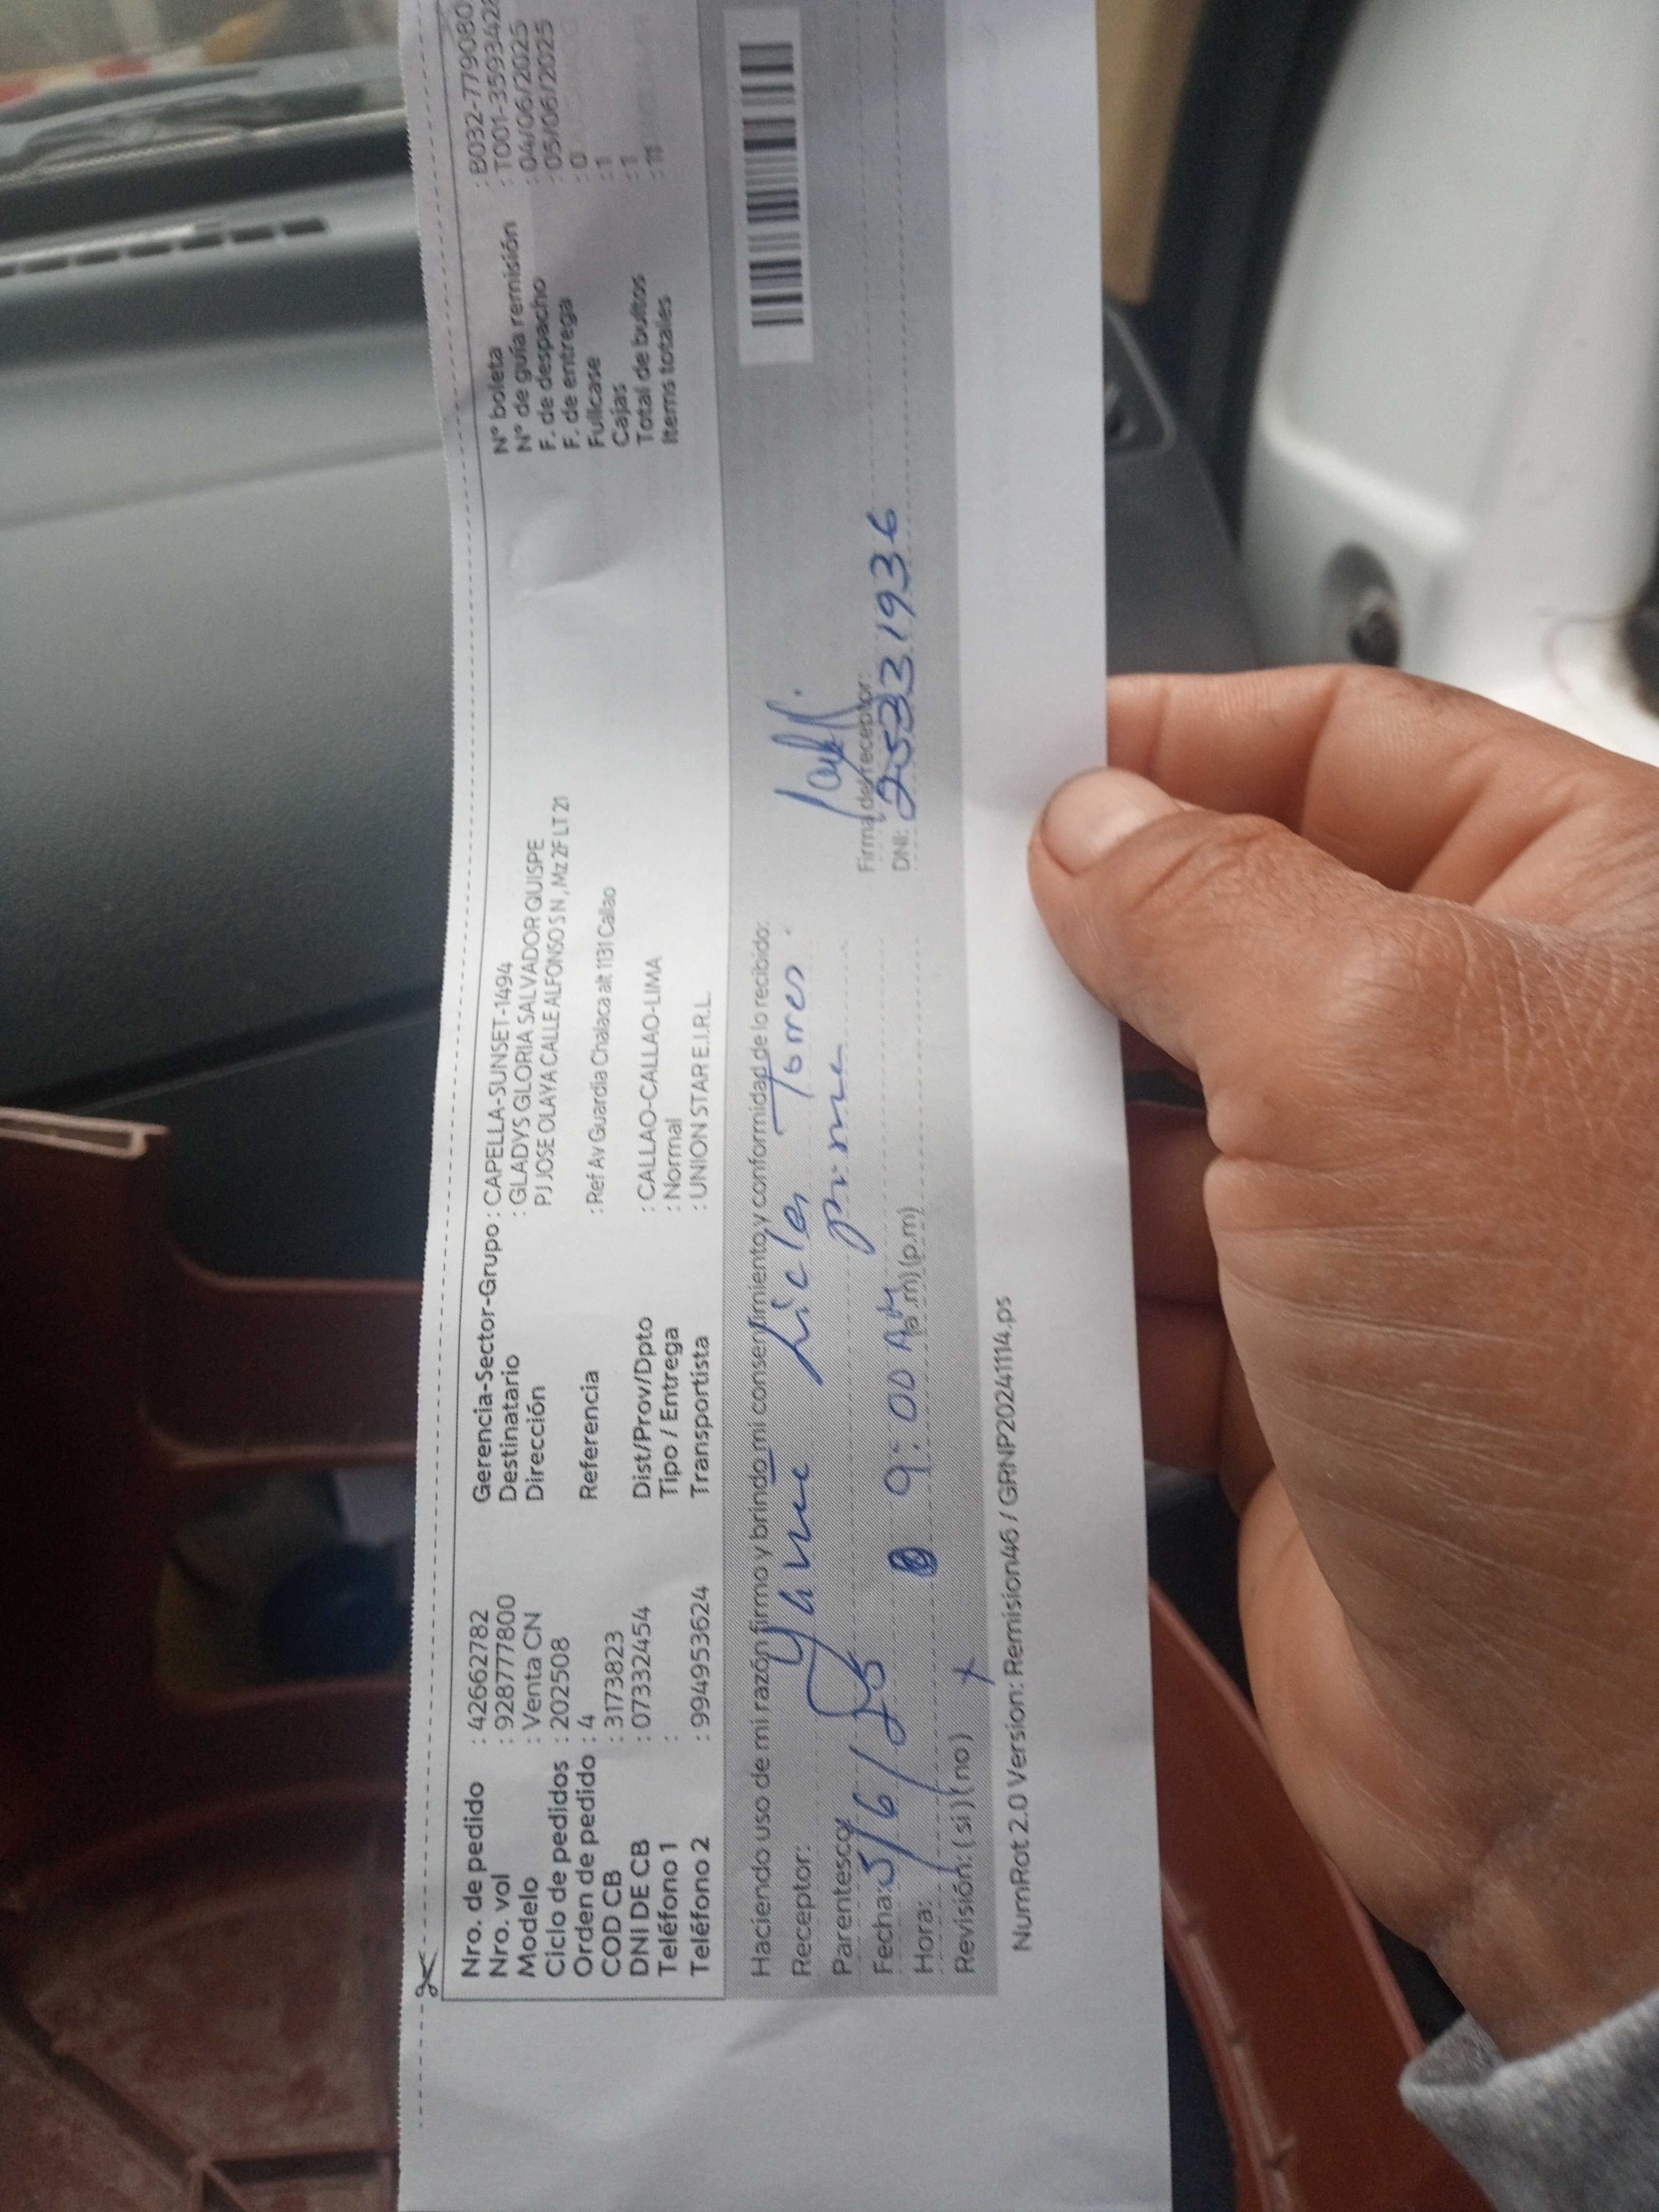 Nro. de pedido : 42662782
Nro. vol : 9287777800
Modelo : Venta CN
Ciclo de pedidos : 202508
Orden de pedido : 4
COD CB : 3173823
DNI DE CB : 07332454
Teléfono 1 :
Teléfono 2 : 994953624
Gerencia-Sector-Grupo : CAPELLA-SUNSET-1494
Destinatario : GLADYS GLORIA SALVADOR QUISPE
Dirección PJ JOSE OLAYA CALLE ALFONSO S N , Mz 2F LT 21
Referencia : Ref Av Guardia Chalaca alt 1131 Callao
Dist/Prov/Dpto : CALLAO-CALLAO-LIMA
Tipo / Entrega : Normal
Transportista : UNION STAR E.I.R.L.
N° boleta : B032-779080
N° de guía remisión : T001-3593428
F. de despacho : 04/06/2025
F. de entrega : 05/06/2025
Fullcase : 0
Cajas : 1
Total de bultos : 1
Items totales : 11
Haciendo uso de mi razón firmo y brindo mi consentimiento y conformidad de lo recibido:
Receptor: Torres
Parentesco: prima
Fecha: 5/6/25
Hora: 9:00 AM (a.m) (p.m)
Revisión: (si) (no) x
Firma del receptor:
DNI: 25331936
NumRot 2.0 Version: Remision46 / GRNP20241114.ps